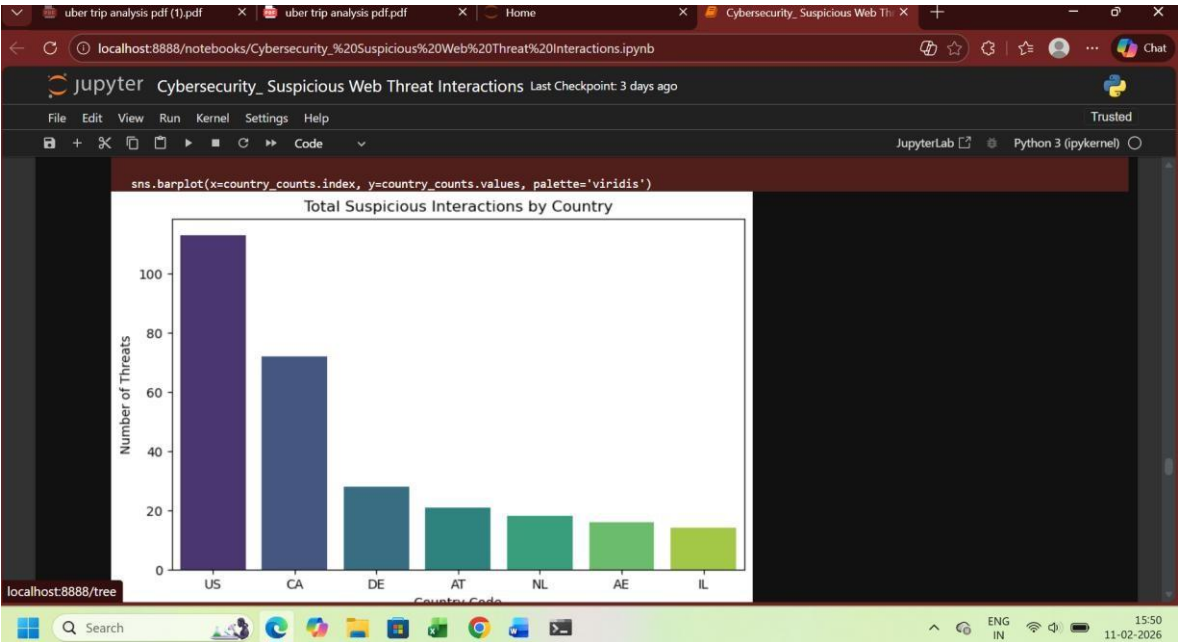 uber trip analysis pdf (1).pdf
uber trip analysis pdf.pdf
Home
Cybersecurity_ Suspicious Web Th
localhost:8888/notebooks/Cybersecurity_%20Suspicious%20Web%20Threat%20Interactions.ipynb
Chat
jupyter Cybersecurity_ Suspicious Web Threat Interactions Last Checkpoint: 3 days ago
File Edit View Run Kernel Settings Help
Trusted
Code
JupyterLab
Python 3 (ipykernel)
sns.barplot(x=country_counts.index, y=country_counts.values, palette='viridis')
Total Suspicious Interactions by Country
Number of Threats
100
80
60
40
20
0
US CA DE AT NL AE IL
Country Code
localhost:8888/tree
Search
ENG
IN
15:50
11-02-2026